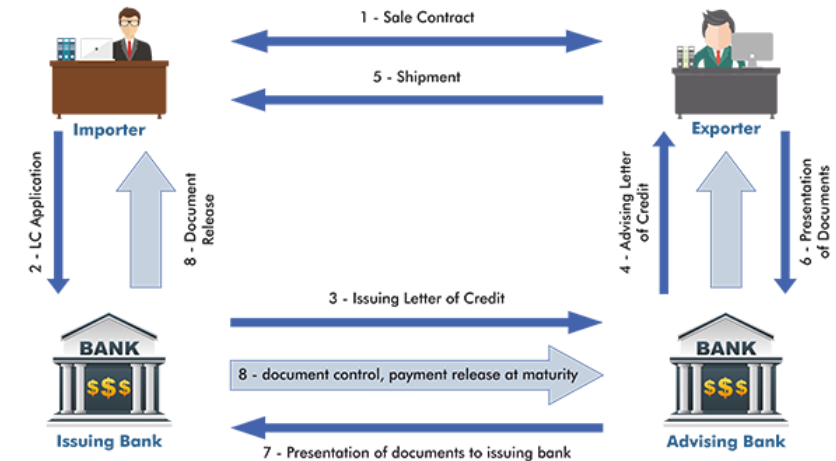 1 - Sale Contract
5 - Shipment
Importer
Exporter
2 - LC Application
8 - Document
Release
4 - Advising Letter
of Credit
6 - Presentation
of Documents
3 - Issuing Letter of Credit
BANK
$$$
8 - document control, payment release at maturity
BANK
$$$
Issuing Bank
7 - Presentation of documents to issuing bank
Advising Bank